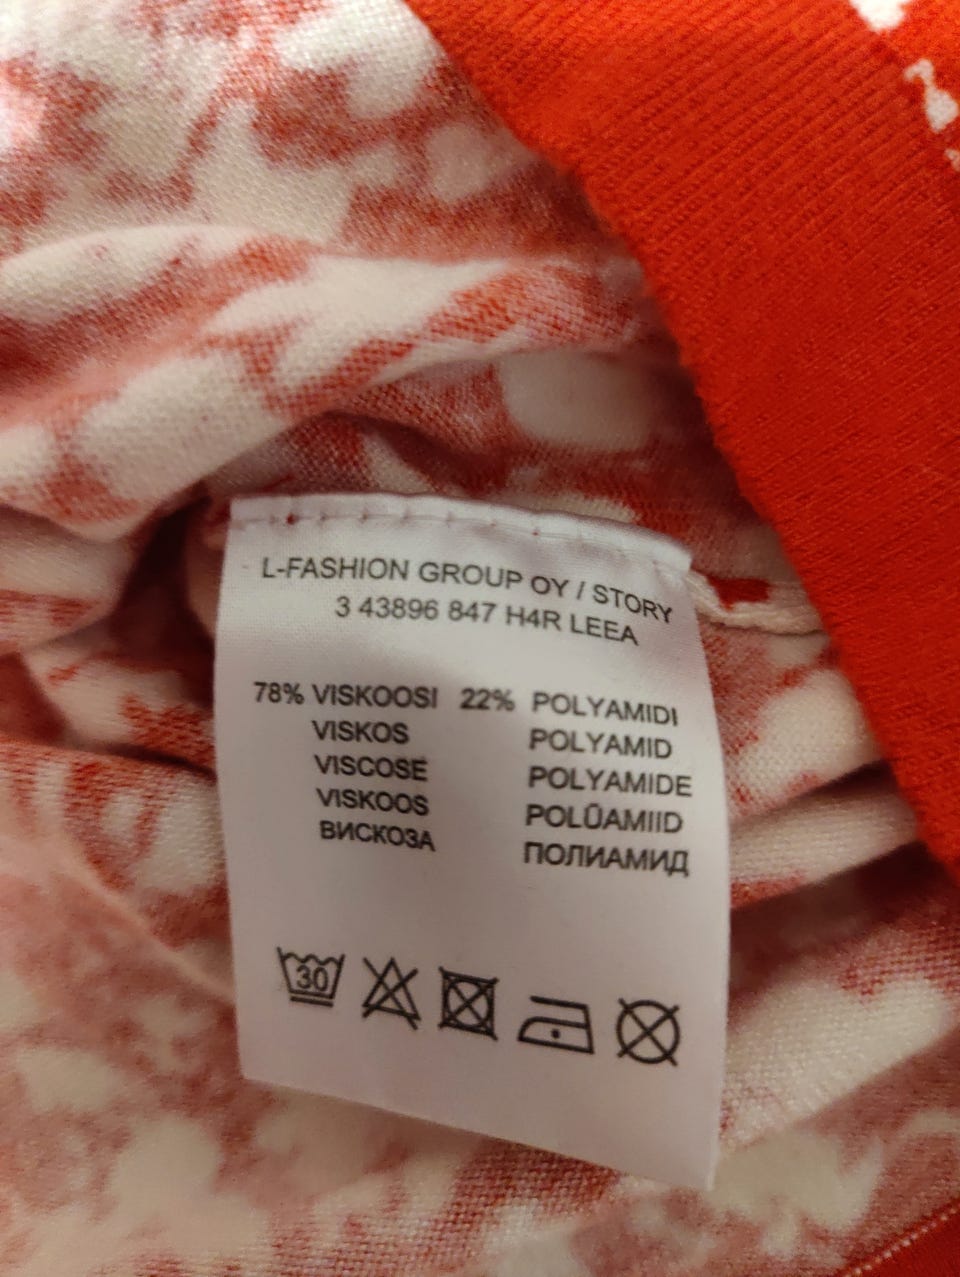 L-FASHION GROUP OY / STORY
3 43896 847 H4R LEEA
78% VISKOOSI 22% POLYAMIDI
VISKOS POLYAMID
VISCOSE POLYAMIDE
VISKOOS POLÜAMIID
ВИСКОЗА ПОЛИАМИД
30